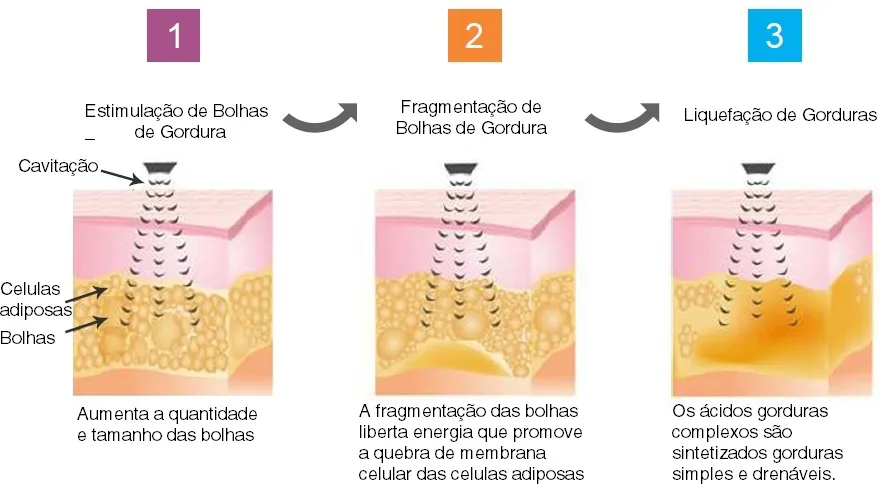 1
2
3
Estimulação de Bolhas
_ de Gordura
Fragmentação de
Bolhas de Gordura
Liquefação de Gorduras
Cavitação
Celulas
adiposas
Bolhas
Aumenta a quantidade
e tamanho das bolhas
A fragmentação das bolhas
liberta energia que promove
a quebra de membrana
celular das celulas adiposas
Os ácidos gorduras
complexos são
sintetizados gorduras
simples e drenáveis.